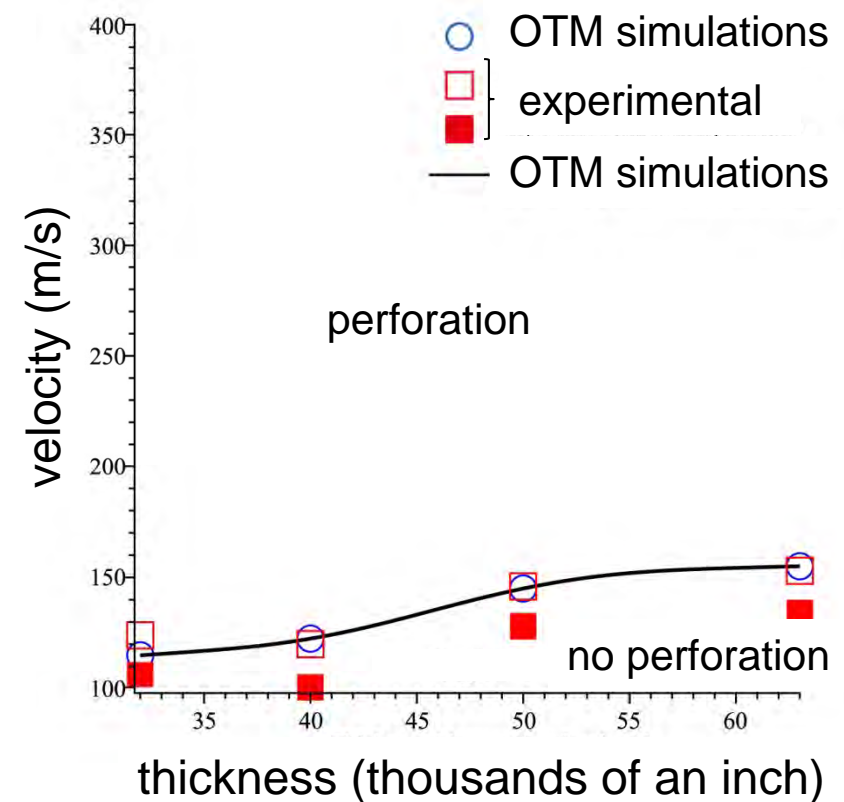 OTM simulations
experimental
OTM simulations
velocity (m/s)
400
350
300
250
200
150
100
perforation
no perforation
35 40 45 50 55 60
thickness (thousands of an inch)